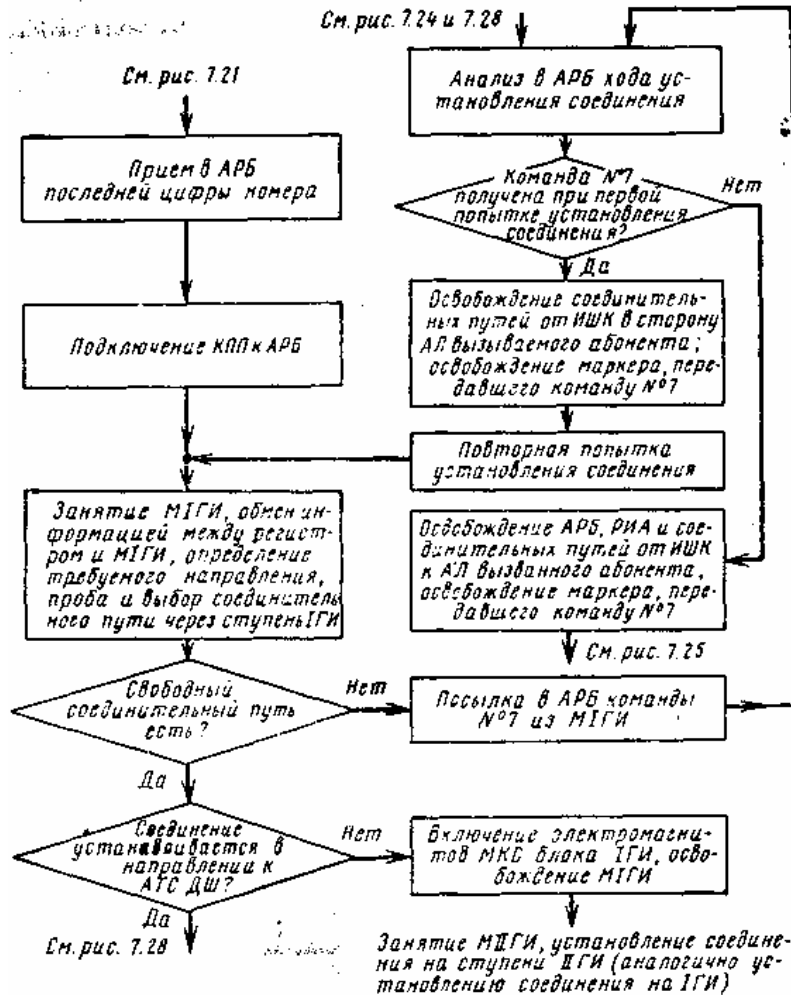 См. рис. 7.21
Прием в АРБ
последней цифры номера
Подключение КПП к АРБ
Занятие МIГИ, обмен ин-
формацией между регист-
ром и МIГИ, определение
требуемого направления,
проба и выбор соединитель
ного пути через ступень IГИ
Свободный
соединительный путь
есть?
Нет
Да
Соединение
устанавливается в
направлении к
АТС ДШ?
Нет
Да
См. рис. 7.28
См. рис. 7.24 и 7.28
Анализ в АРБ хода ус-
тановления соединения
Команда №7
получена при первой
попытке установления
соединения?
Нет
Да
Освобождение соединитель-
ных путей от ИШК в сторону
АЛ вызываемого абонента;
освобождение маркера, пере-
давшего команду №7
Повторная попытка
установления соединения
Освобождение АРБ, РИА и сое-
динительных путей от ИШК
к АЛ вызванного абонента,
освобождение маркера, пере-
давшего команду №7
См. рис. 7.25
Посылка в АРБ команды
№7 из МIГИ
Включение электромагни-
тов МКС блока IГИ, осво-
бождение МIГИ
Занятие МIIГИ, установление соедине-
ния на ступени IIГИ (аналогично ус-
тановлению соединения на IГИ)